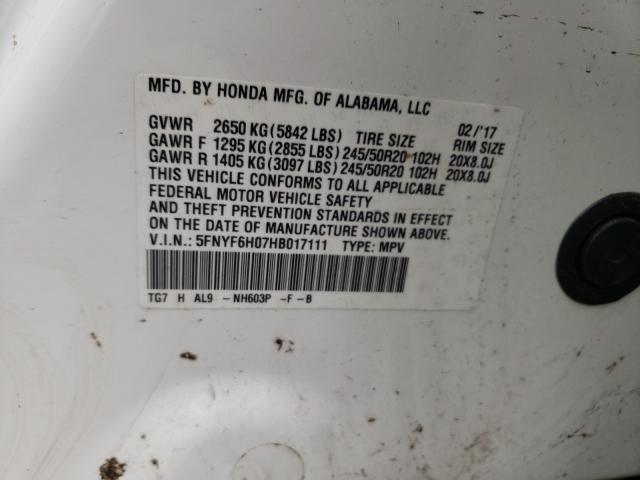 MFD. BY HONDA MFG. OF ALABAMA, LLC
GVWR 2650 KG(5842 LBS) TIRE SIZE 02/'17 RIM SIZE
GAWR F 1295 KG(2855 LBS)245/50R20 102H 20X8.0J
GAWR R 1405 KG(3097 LBS)245/50R20 102H 20X8.0J
THIS VEHICLE CONFORMS TO ALL APPLICABLE
FEDERAL MOTOR VEHICLE SAFETY
AND THEFT PREVENTION STANDARDS IN EFFECT
ON THE DATE OF MANUFACTURE SHOWN ABOVE.
V.I.N.: 5FNYF6H07HB017111 TYPE: MPV
TG7 H AL9 - NH603P -F-B